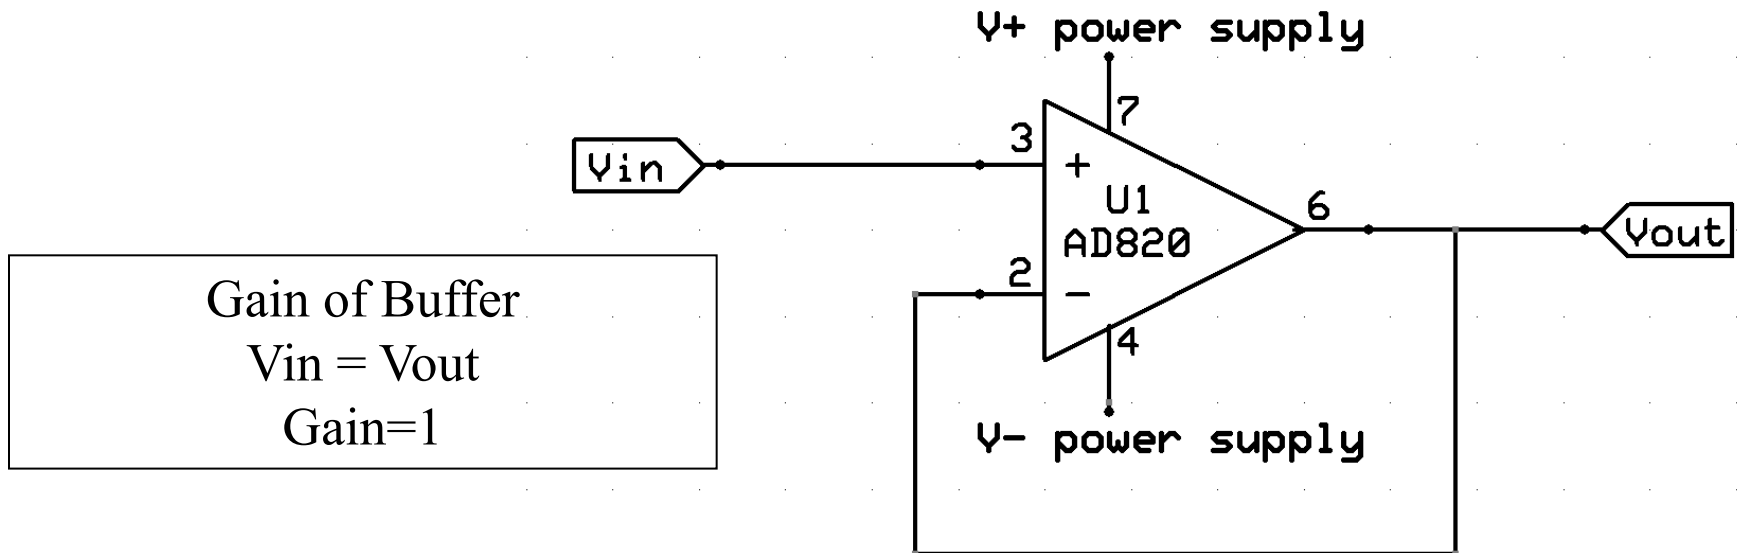 V+ power supply
7
3
Vin
+
U1
6
AD820
Vout
2
-
4
V- power supply
Gain of Buffer
Vin = Vout
Gain=1